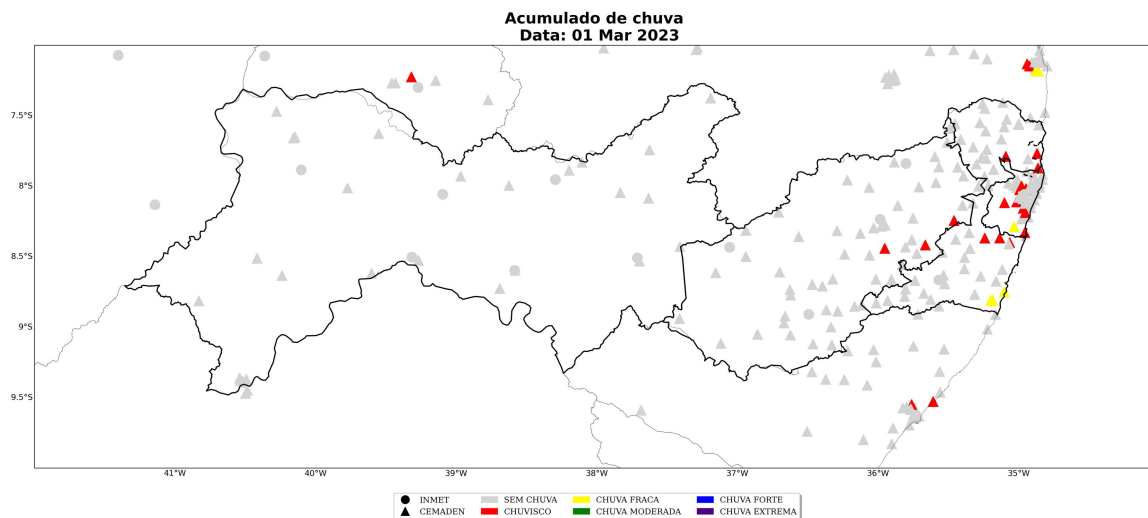 Acumulado de chuva
Data: 01 Mar 2023
7.5°S
8°S
8.5°S
9°S
9.5°S
41°W 40°W 39°W 38°W 37°W 36°W 35°W
INMET SEM CHUVA CHUVA FRACA CHUVA FORTE
CEMADEN CHUVISCO CHUVA MODERADA CHUVA EXTREMA